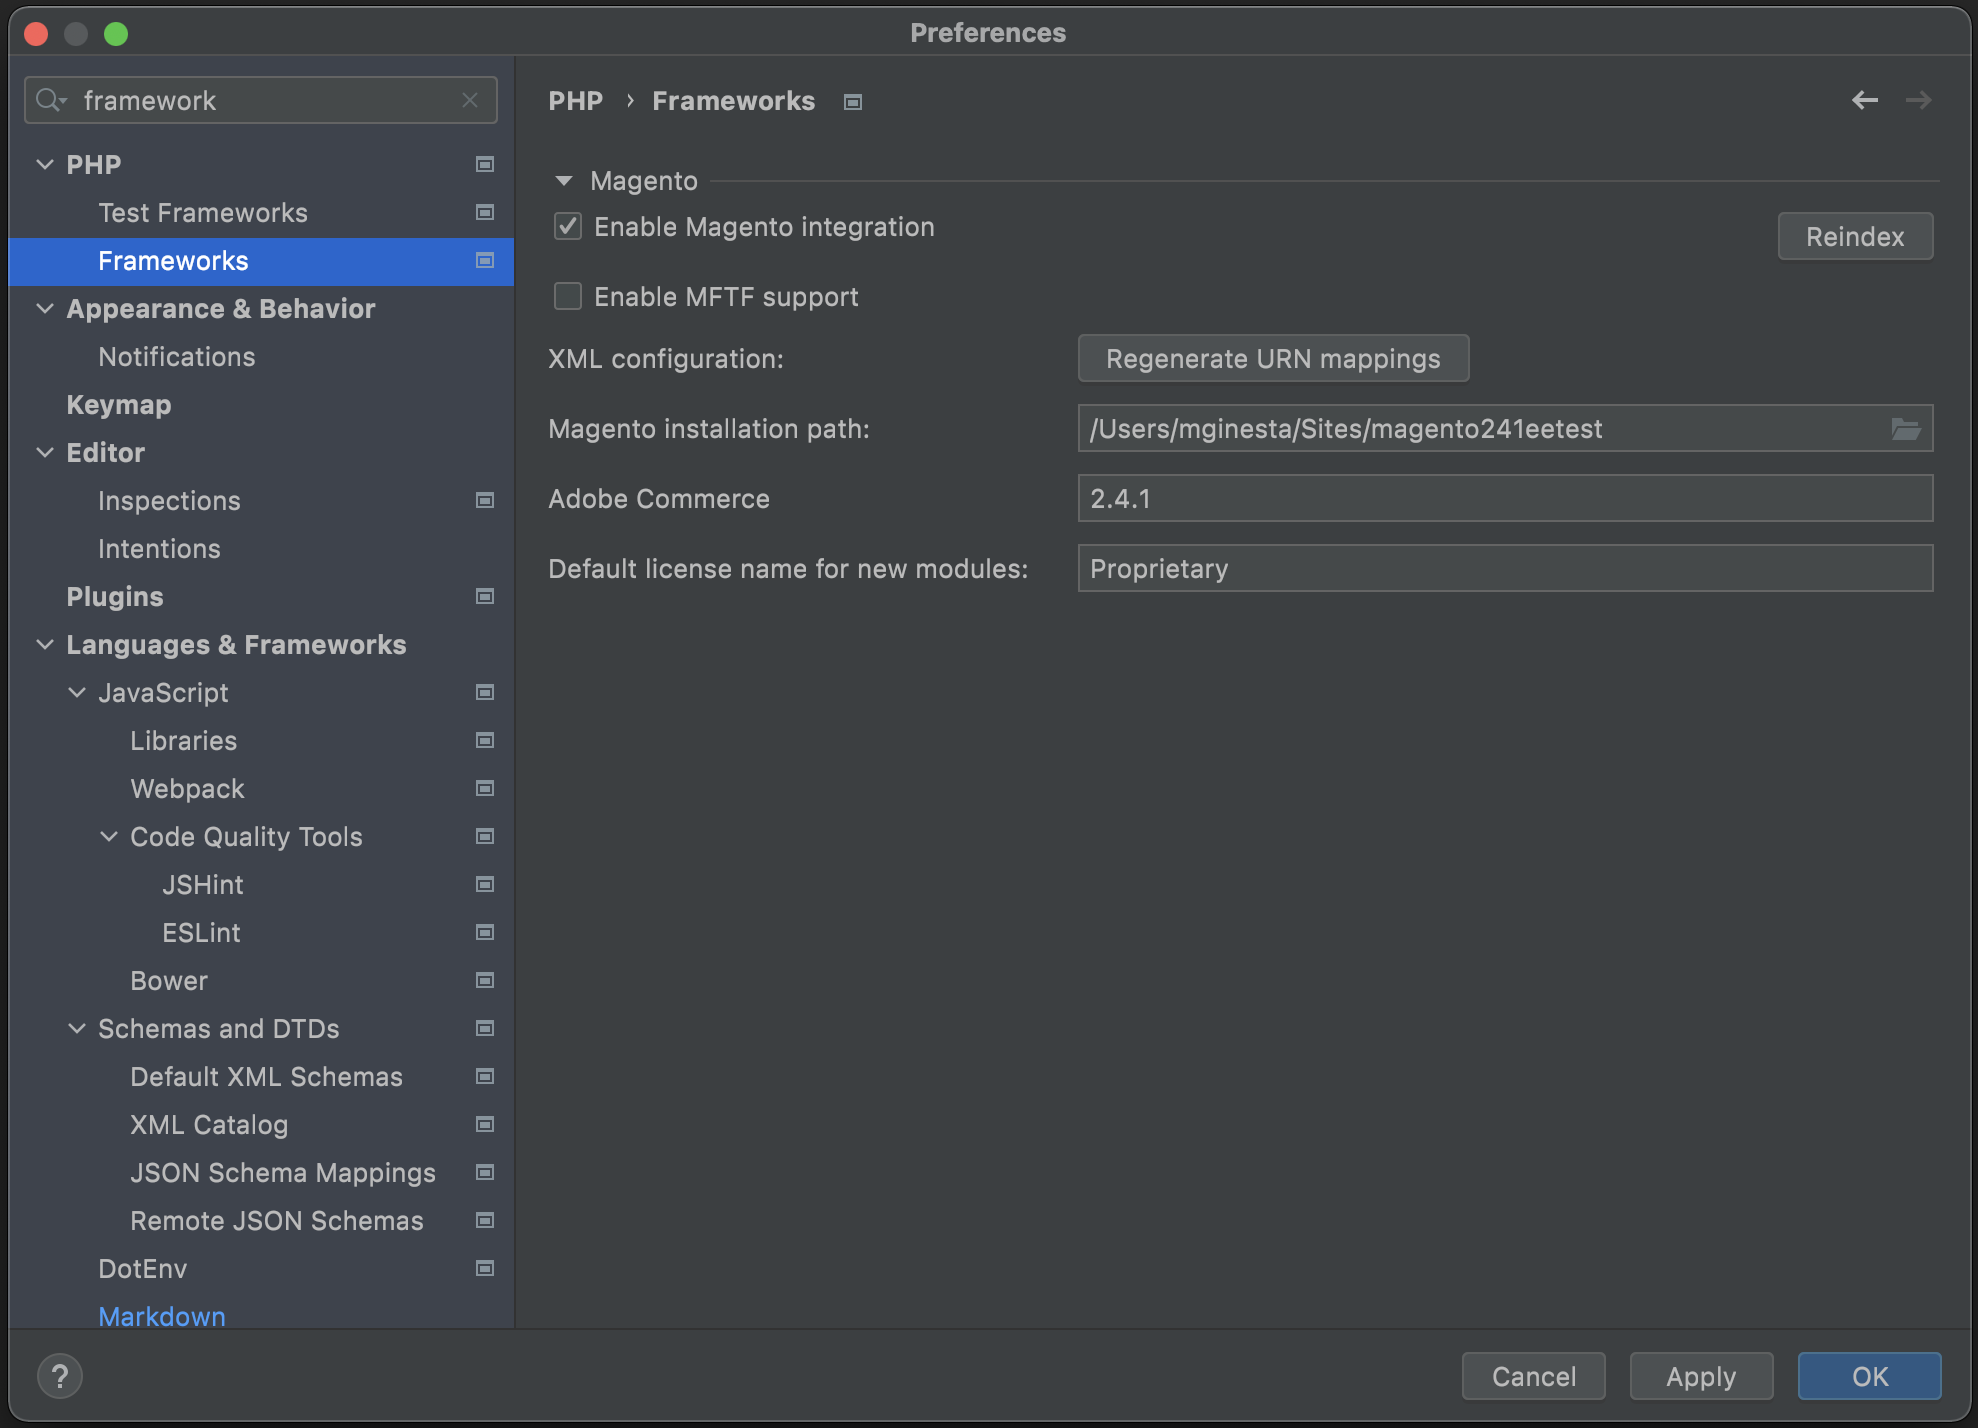 Preferences
framework
PHP
Test Frameworks
Frameworks
Appearance & Behavior
Notifications
Keymap
Editor
Inspections
Intentions
Plugins
Languages & Frameworks
JavaScript
Libraries
Webpack
Code Quality Tools
JSHint
ESLint
Bower
Schemas and DTDs
Default XML Schemas
XML Catalog
JSON Schema Mappings
Remote JSON Schemas
DotEnv
Markdown
PHP › Frameworks
Magento
Enable Magento integration
Reindex
Enable MFTF support
XML configuration: Regenerate URN mappings
Magento installation path: /Users/mginesta/Sites/magento241eetest
Adobe Commerce 2.4.1
Default license name for new modules: Proprietary
? Cancel Apply OK